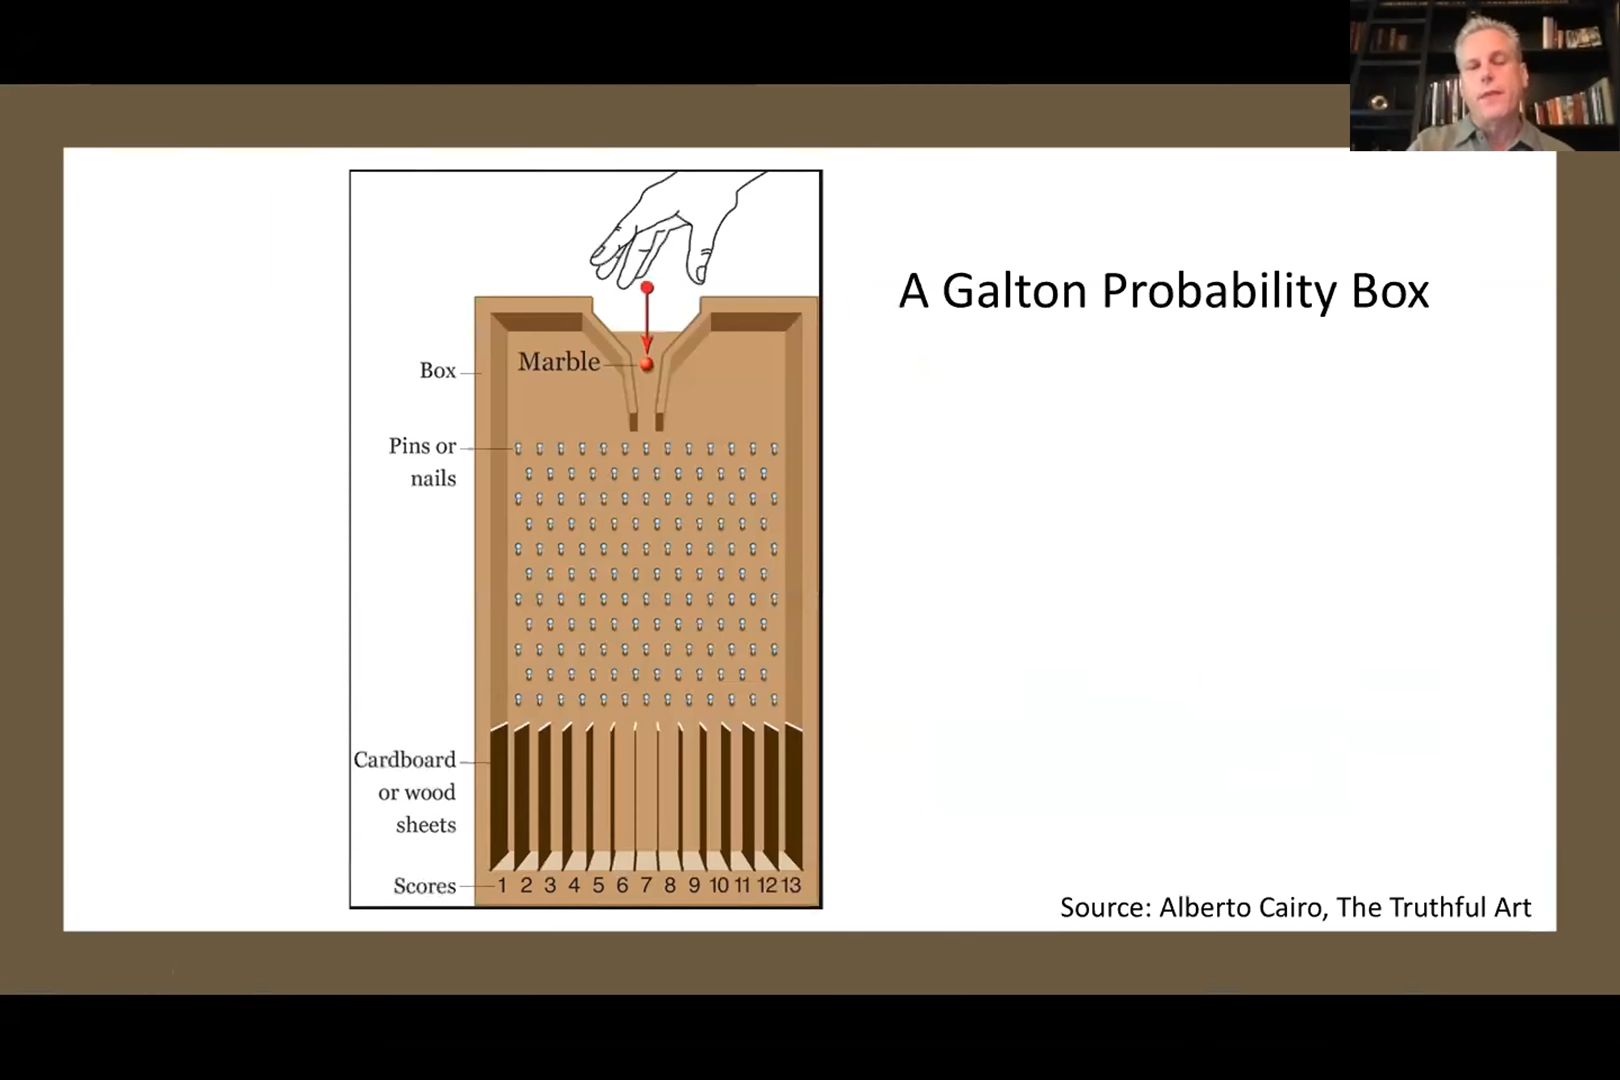 A Galton Probability Box
Marble
Box
Pins or
nails
Cardboard
or wood
sheets
Scores
1 2 3 4 5 6 7 8 9 10 11 12 13
Source: Alberto Cairo, The Truthful Art